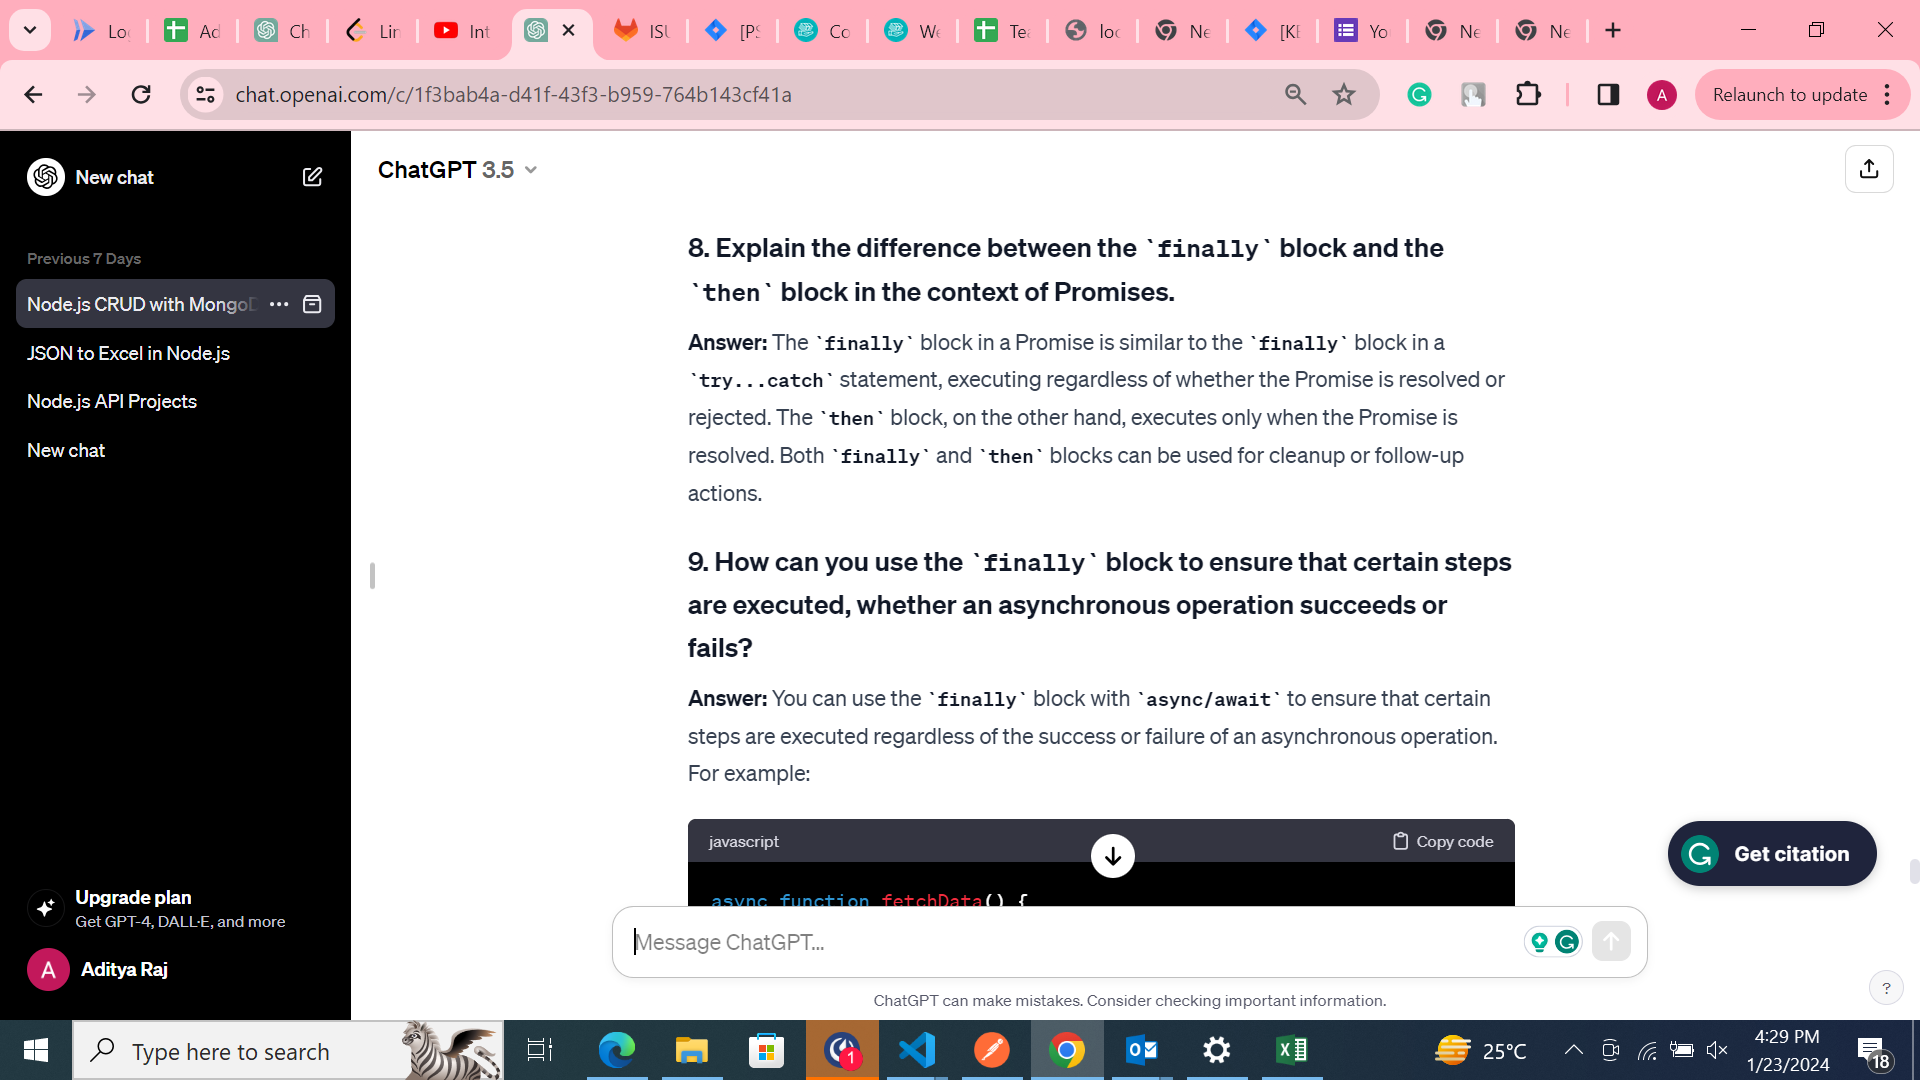 Lo
Ad
Ch
Lin
Int
ISU
[PS
Co
We
Tea
loc
Ne
[KE
Yo
Ne
Ne
chat.openai.com/c/1f3bab4a-d41f-43f3-b959-764b143cf41a
A
Relaunch to update
New chat
ChatGPT 3.5
Previous 7 Days
Node.js CRUD with MongoD
JSON to Excel in Node.js
Node.js API Projects
New chat
Upgrade plan
Get GPT-4, DALL·E, and more
A
Aditya Raj
8. Explain the difference between the `finally` block and the
`then` block in the context of Promises.
Answer: The `finally` block in a Promise is similar to the `finally` block in a
`try...catch` statement, executing regardless of whether the Promise is resolved or
rejected. The `then` block, on the other hand, executes only when the Promise is
resolved. Both `finally` and `then` blocks can be used for cleanup or follow-up
actions.
9. How can you use the `finally` block to ensure that certain steps
are executed, whether an asynchronous operation succeeds or
fails?
Answer: You can use the `finally` block with `async/await` to ensure that certain
steps are executed regardless of the success or failure of an asynchronous operation.
For example:
javascript
Copy code
async function fetchData() {
Get citation
Message ChatGPT...
ChatGPT can make mistakes. Consider checking important information.
?
Type here to search
1
25°C
4:29 PM
1/23/2024
18